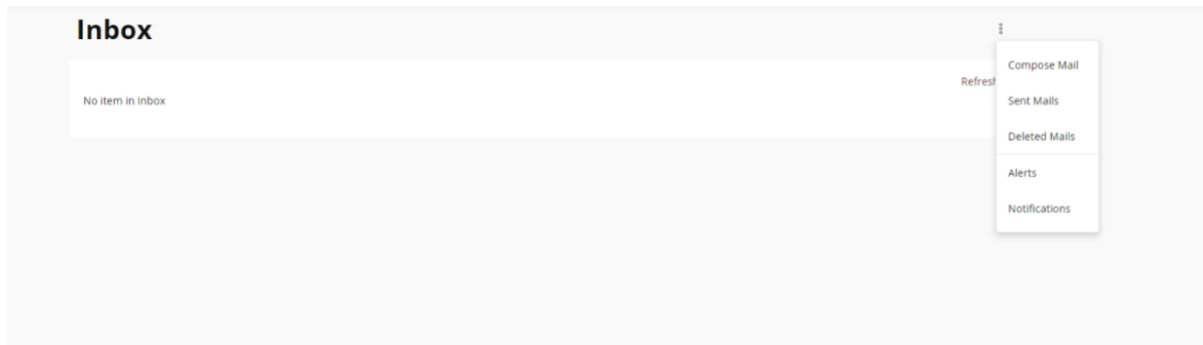 Inbox
Compose Mail
Refresh
No item in Inbox
Sent Mails
Deleted Mails
Alerts
Notifications